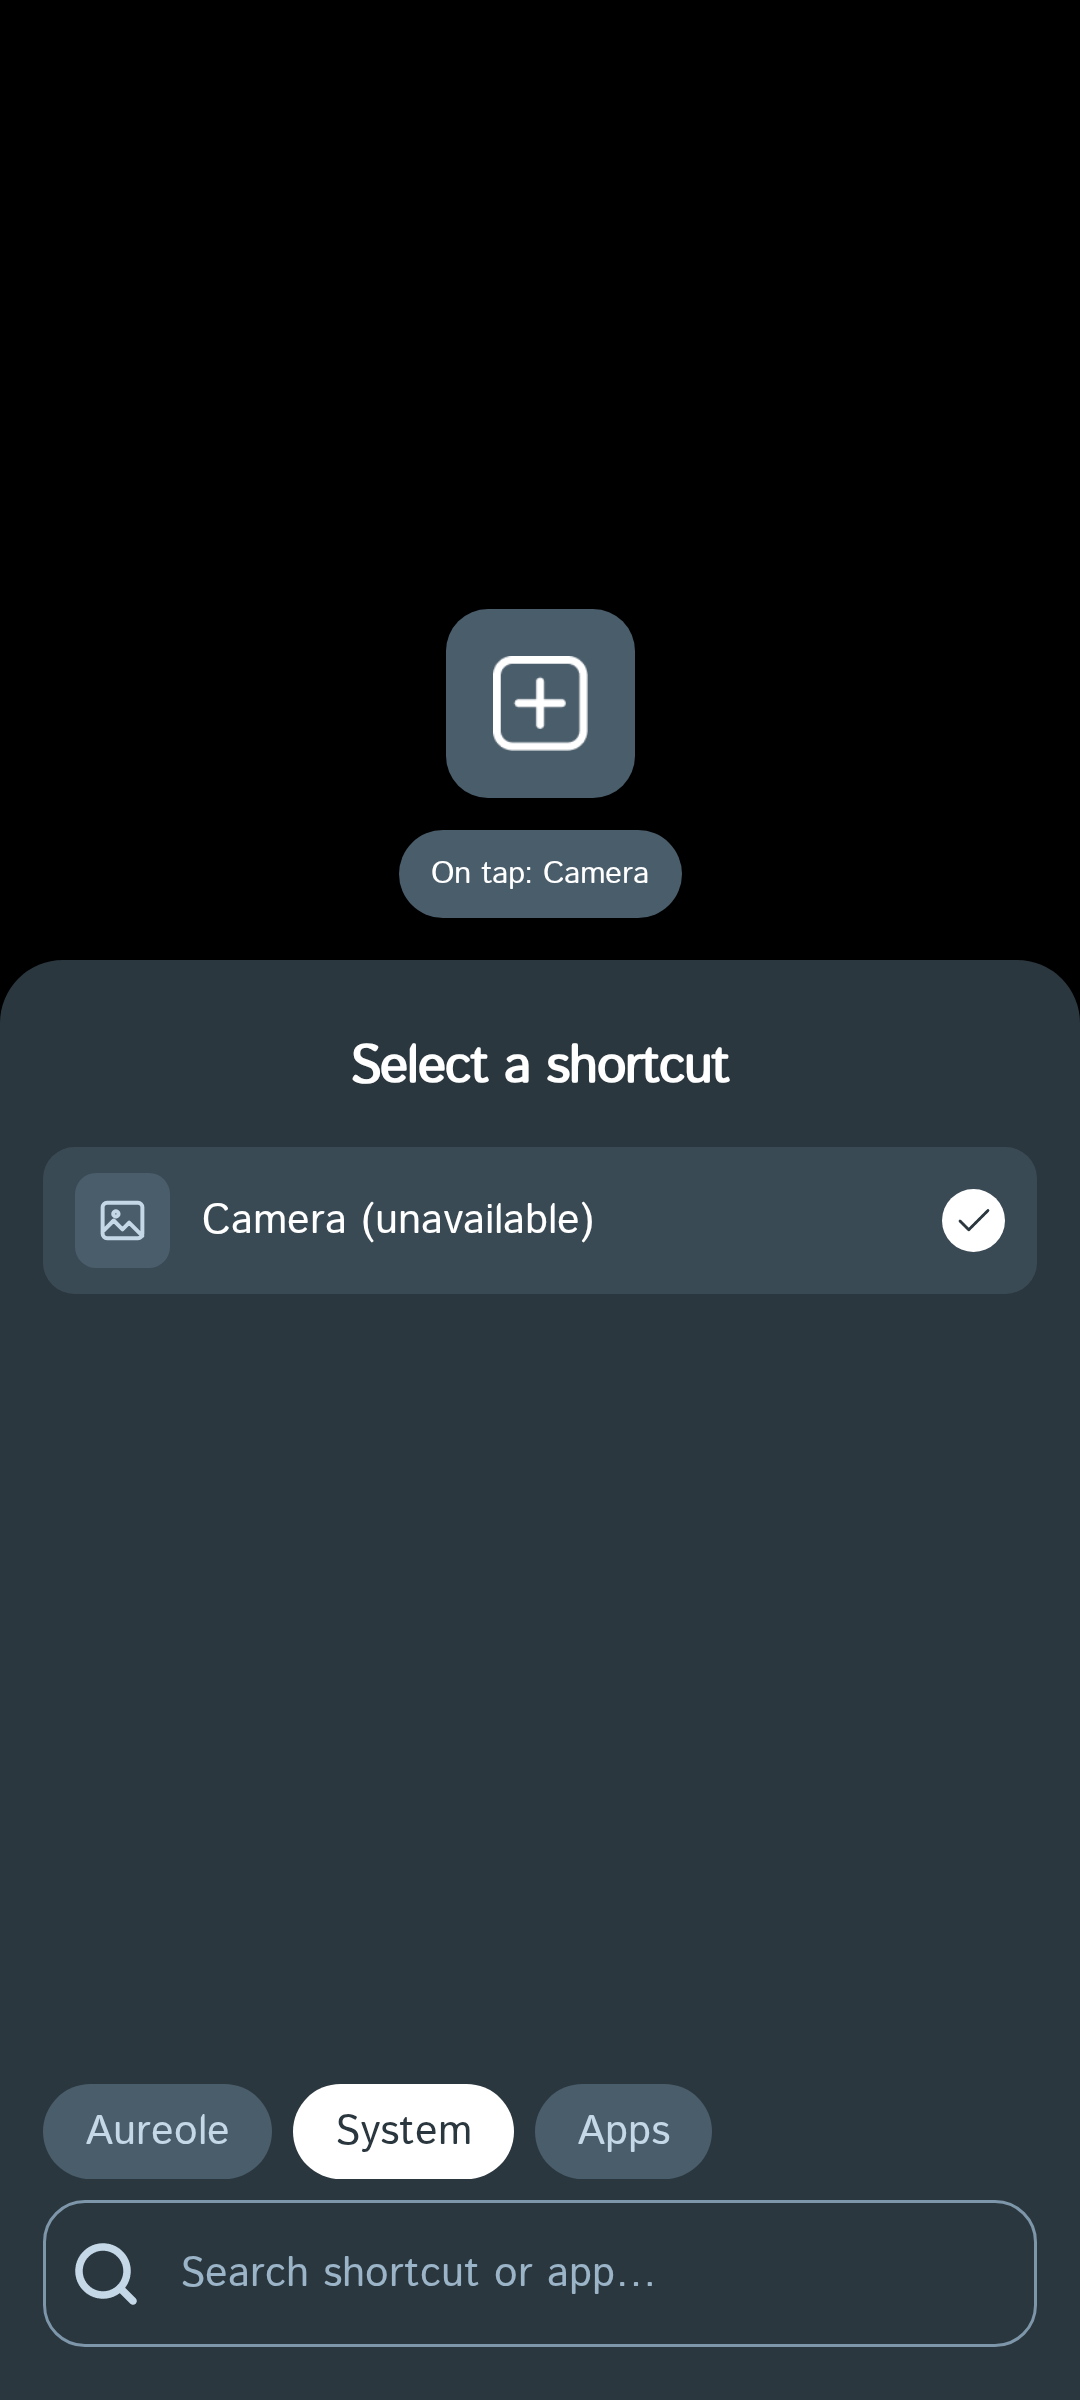 On tap: Camera
Select a shortcut
Camera (unavailable)
Aureole
System
Apps
Search shortcut or app...